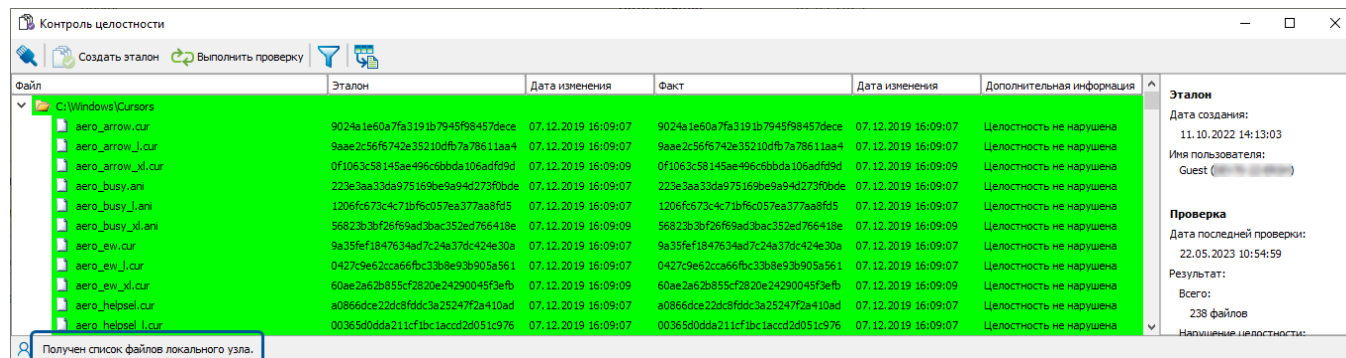 Контроль целостности
Создать эталон Выполнить проверку
Файл Эталон Дата изменения Факт Дата изменения Дополнительная информация
C:\Windows\Cursors
aero_arrow.cur 9024a1e60a7fa3191b7945f98457dece 07.12.2019 16:09:07 9024a1e60a7fa3191b7945f98457dece 07.12.2019 16:09:07 Целостность не нарушена
aero_arrow_l.cur 9aae2c56f6742e35210dfb7a78611aa4 07.12.2019 16:09:07 9aae2c56f6742e35210dfb7a78611aa4 07.12.2019 16:09:07 Целостность не нарушена
aero_arrow_xl.cur 0f1063c58145ae496c6bbda106adfd9d 07.12.2019 16:09:09 0f1063c58145ae496c6bbda106adfd9d 07.12.2019 16:09:09 Целостность не нарушена
aero_busy.ani 223e3aa33da975169be9a94d273f0bde 07.12.2019 16:09:07 223e3aa33da975169be9a94d273f0bde 07.12.2019 16:09:07 Целостность не нарушена
aero_busy_l.ani 1206fc673c4c71bf6c057ea377aa8fd5 07.12.2019 16:09:07 1206fc673c4c71bf6c057ea377aa8fd5 07.12.2019 16:09:07 Целостность не нарушена
aero_busy_xl.ani 56823b3bf26f69ad3bac352ed766418e 07.12.2019 16:09:09 56823b3bf26f69ad3bac352ed766418e 07.12.2019 16:09:09 Целостность не нарушена
aero_ew.cur 9a35fef1847634ad7c24a37dc424e30a 07.12.2019 16:09:07 9a35fef1847634ad7c24a37dc424e30a 07.12.2019 16:09:07 Целостность не нарушена
aero_ew_l.cur 0427c9e62cca66fbc33b8e93b905a561 07.12.2019 16:09:07 0427c9e62cca66fbc33b8e93b905a561 07.12.2019 16:09:07 Целостность не нарушена
aero_ew_xl.cur 60ae2a62b855cf2820e24290045f3efb 07.12.2019 16:09:09 60ae2a62b855cf2820e24290045f3efb 07.12.2019 16:09:09 Целостность не нарушена
aero_helpsel.cur a0866dce22dc8fddc3a25247f2a410ad 07.12.2019 16:09:07 a0866dce22dc8fddc3a25247f2a410ad 07.12.2019 16:09:07 Целостность не нарушена
aero_helpsel_l.cur 00365d0dda211cf1bc1accd2d051c976 07.12.2019 16:09:07 00365d0dda211cf1bc1accd2d051c976 07.12.2019 16:09:07 Целостность не нарушена
Эталон
Дата создания:
11.10.2022 14:13:03
Имя пользователя:
Guest (
Проверка
Дата последней проверки:
22.05.2023 10:54:59
Результат:
Всего:
238 файлов
Нарушение целостности:
Получен список файлов локального узла.